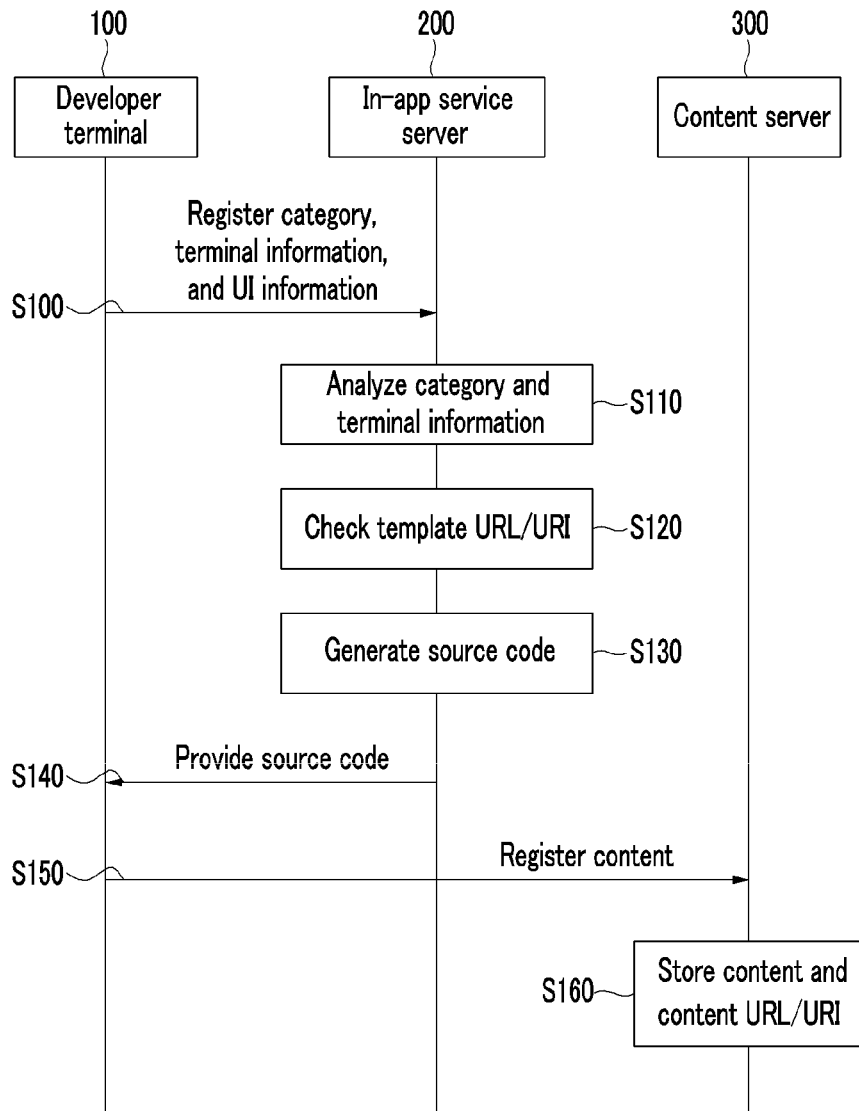 100
200
300
Developer
terminal
In-app service
server
Content server
Register category,
terminal information,
and UI information
S100
Analyze category and
terminal information
S110
Check template URL/URI
S120
Generate source code
S130
Provide source code
S140
Register content
S150
Store content and
content URL/URI
S160